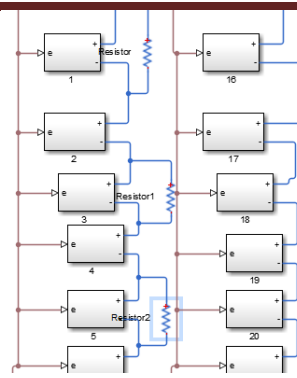 +
e
Resistor
-
1
+
e
-
16
+
e
-
2
+
e
-
17
+
e
Resistor1
-
3
+
e
-
18
+
e
-
4
+
e
-
19
+
e
Resistor2
-
5
+
e
-
20
+
e
+
e